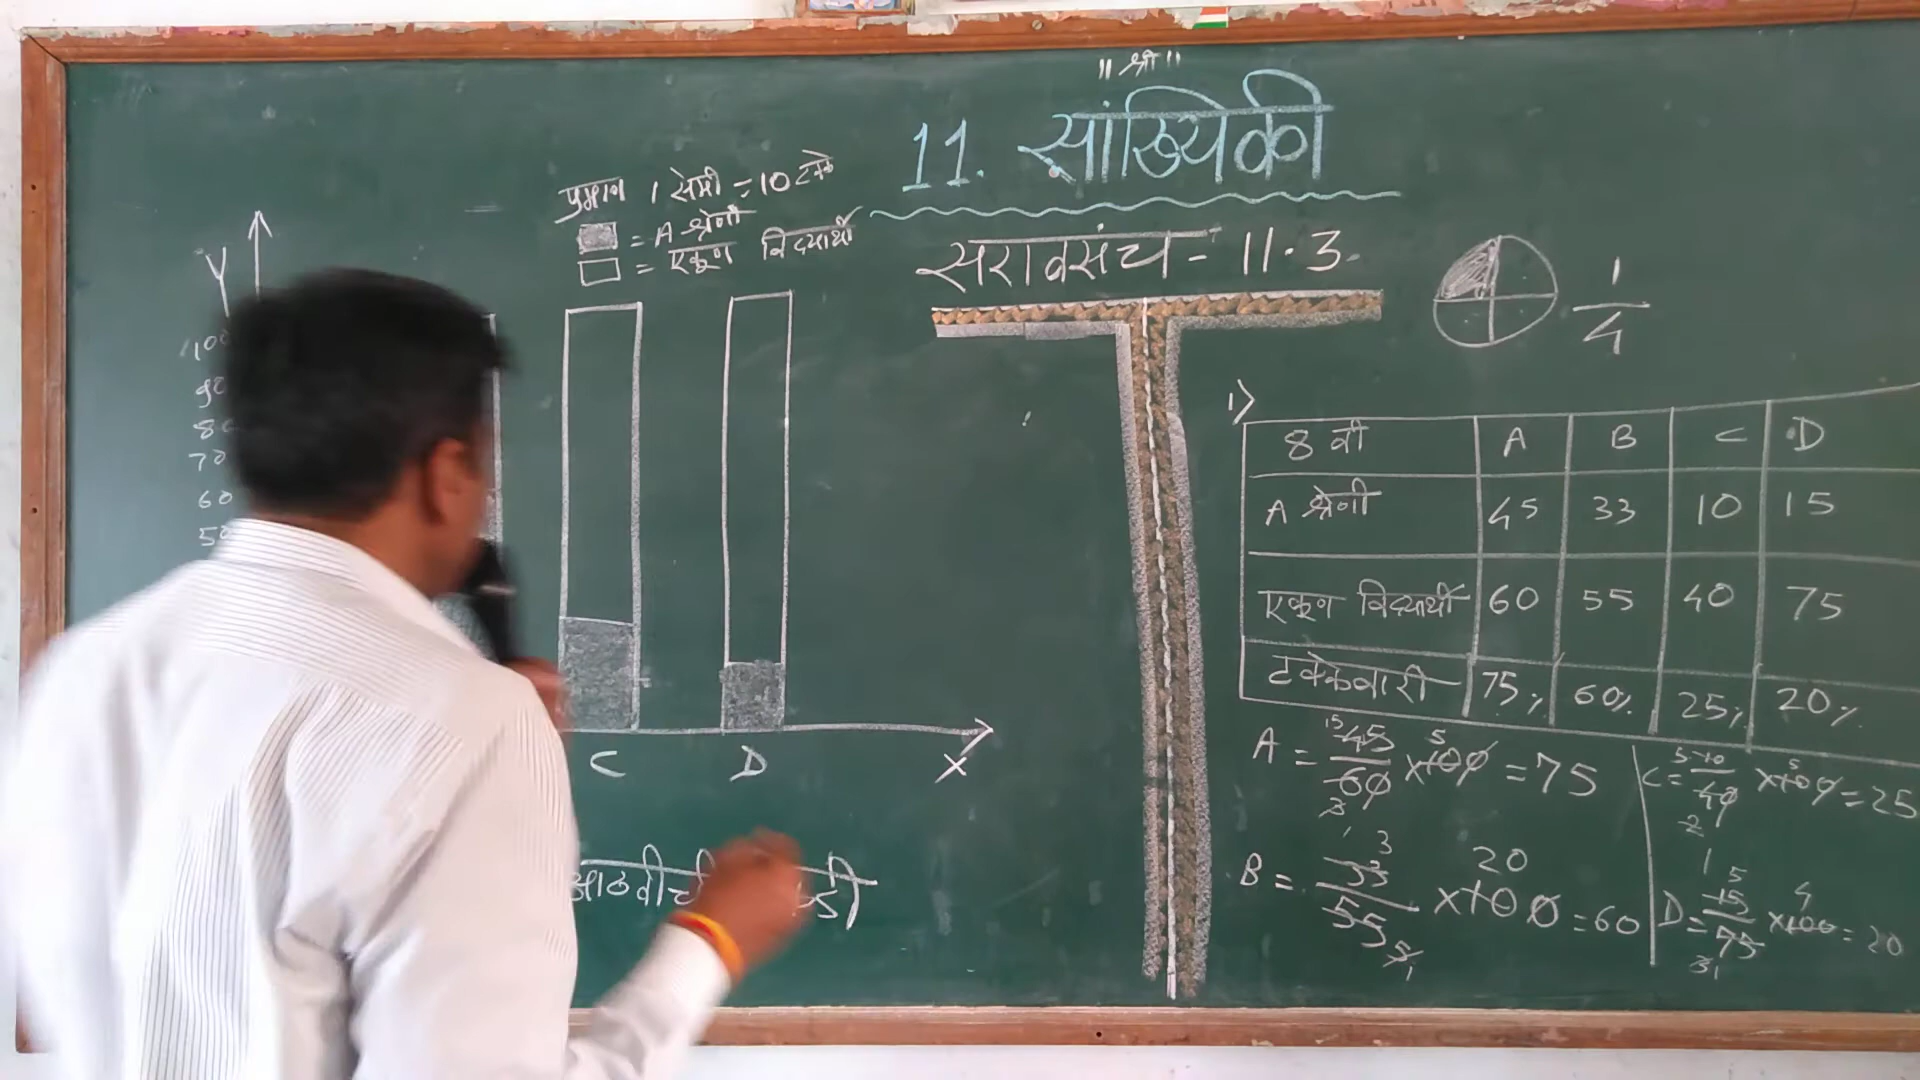 ॥ श्री ॥
11. सांख्यिकी
सरावसंच - 11.3.
प्रमाण 1 सेमी = 10 टक्के
= A श्रेणी
= एकूण विद्यार्थी
Y
100
90
80
70
60
50
C D X
आठवीची
1/4
1)
8 वी A B C D
A श्रेणी 45 33 10 15
एकूण विद्यार्थी 60 55 40 75
टक्केवारी 75% 60% 25% 20%
A = 45/60 × 100 = 75
B = 33/55 × 100 = 60
C = 10/40 × 100 = 25
D = 15/75 × 100 = 20